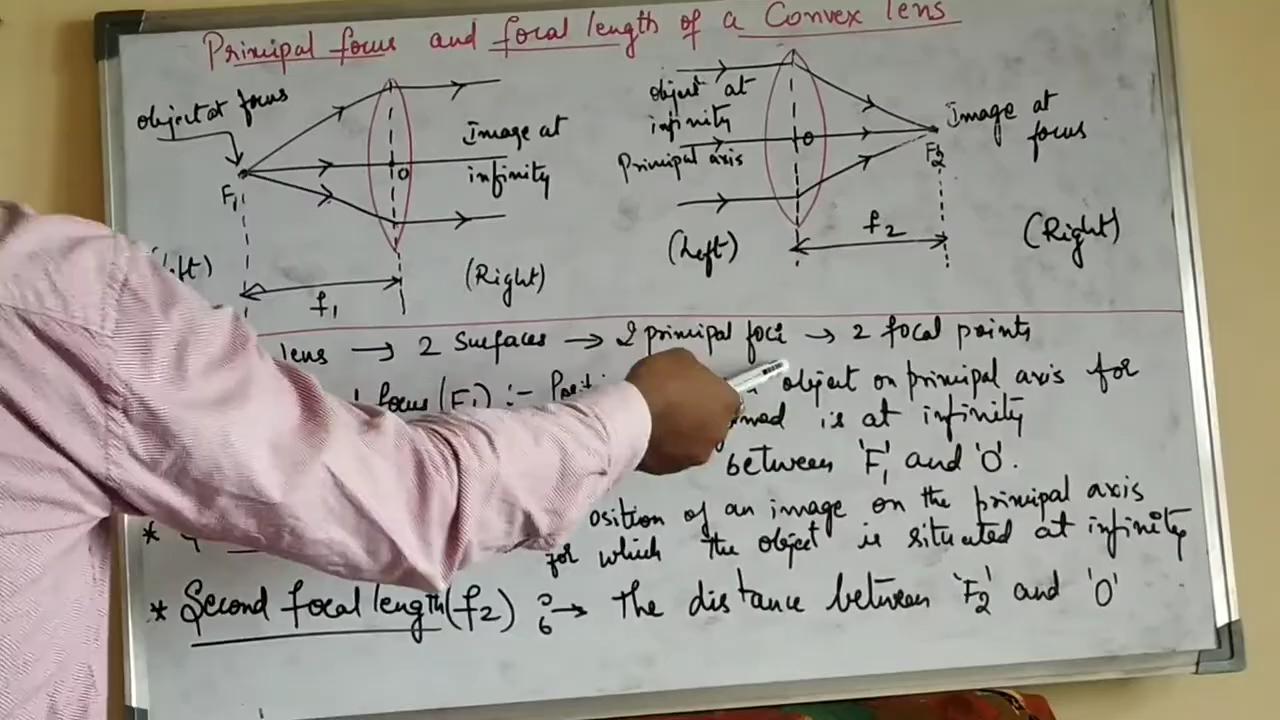 Principal focus and focal length of a Convex lens
object at focus
Image at
infinity
F₁
O
(Right)
f₁
object at
infinity
Principal axis
O
Image at
focus
F₂
(Left)
f₂
(Right)
lens → 2 surfaces → 2 principal foci → 2 focal points
focus (F₁) :- object on principal axis for
is at infinity
between 'F₁' and 'O'.
* osition of an image on the principal axis
for which the object is situated at infinity
* Second focal length (f₂) : → The distance between 'F₂' and 'O'